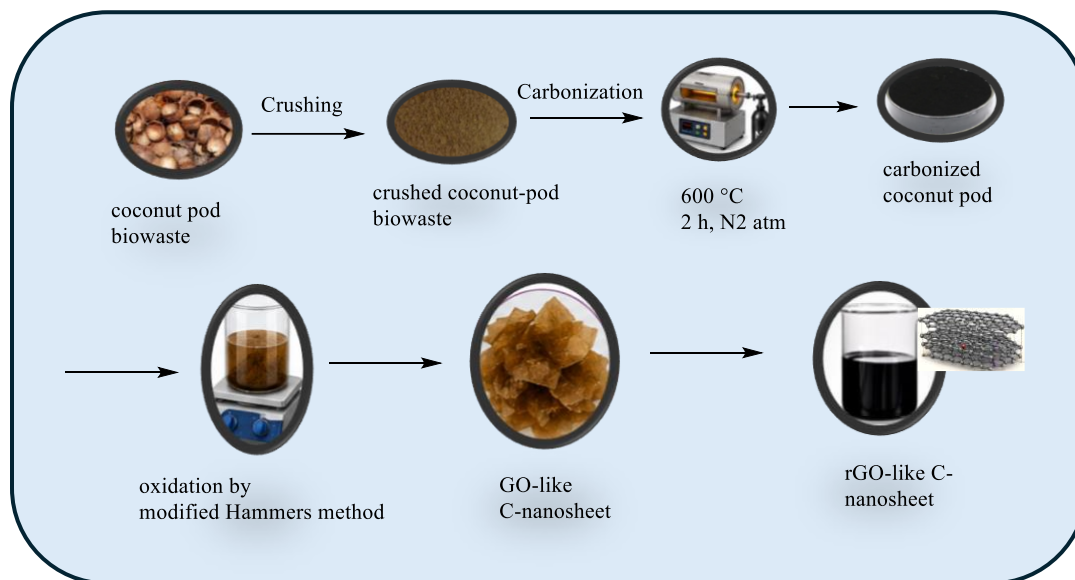 Crushing
Carbonization
coconut pod
biowaste
crushed coconut-pod
biowaste
600 °C
2 h, N2 atm
carbonized
coconut pod
oxidation by
modified Hammers method
GO-like
C-nanosheet
rGO-like C-
nanosheet